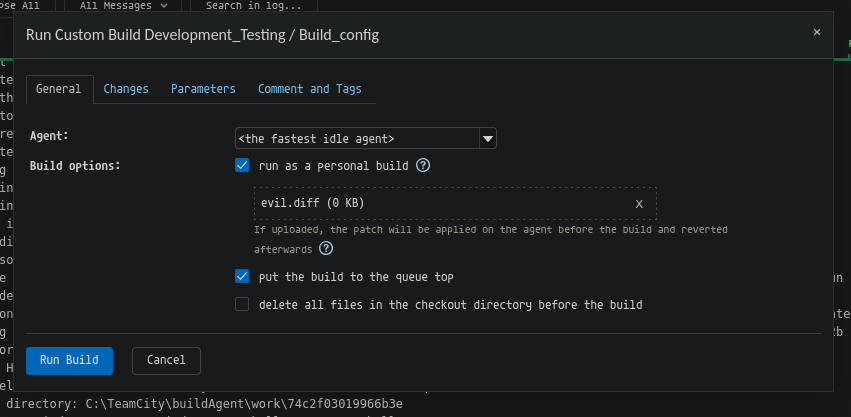 pse All All Messages Search in log...
Run Custom Build Development_Testing / Build_config ×
General Changes Parameters Comment and Tags
Agent: <the fastest idle agent>
Build options: run as a personal build ?
evil.diff (0 KB) x
If uploaded, the patch will be applied on the agent before the build and reverted
afterwards ?
put the build to the queue top
delete all files in the checkout directory before the build
Run Build Cancel
directory: C:\TeamCity\buildAgent\work\74c2f03019966b3e